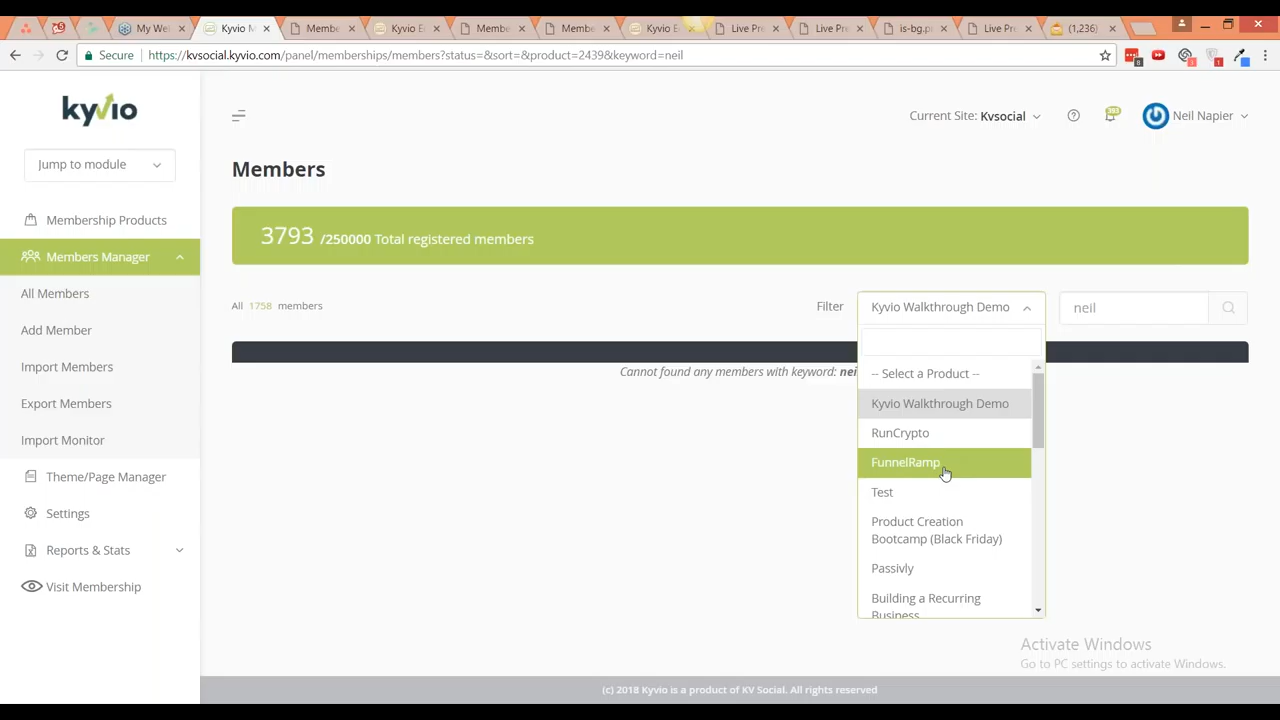 My Wel
Kyvio M
Membe
Kyvio E
Membe
Membe
Kyvio E
Live Pre
Live Pre
is-bg.p
Live Pre
(1,236)
Secure
https://kvsocial.kyvio.com/panel/memberships/members?status=&sort=&product=2439&keyword=neil
kyvio
Current Site: Kvsocial
Neil Napier
Jump to module
Members
Membership Products
3793 /250000 Total registered members
Members Manager
All Members
All 1758 members
Filter
Kyvio Walkthrough Demo
neil
Add Member
Import Members
Cannot found any members with keyword: nei
-- Select a Product --
Export Members
Kyvio Walkthrough Demo
Import Monitor
RunCrypto
FunnelRamp
Theme/Page Manager
Test
Settings
Product Creation
Bootcamp (Black Friday)
Reports & Stats
Passivly
Visit Membership
Building a Recurring
Business
Activate Windows
Go to PC settings to activate Windows.
(c) 2018 Kyvio is a product of KV Social. All rights reserved